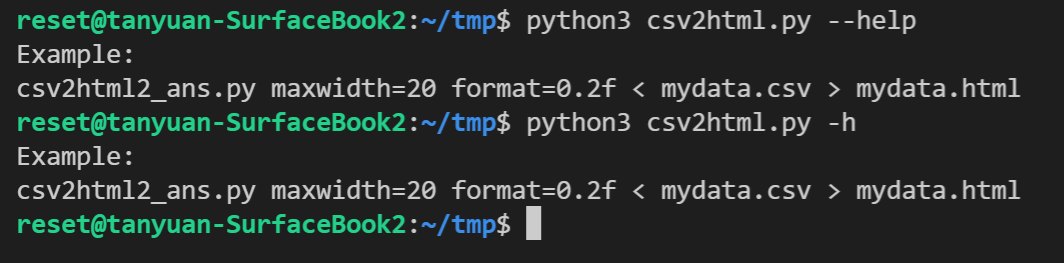 reset@tanyuan-SurfaceBook2:~/tmp$ python3 csv2html.py --help
Example:
csv2html2_ans.py maxwidth=20 format=0.2f < mydata.csv > mydata.html
reset@tanyuan-SurfaceBook2:~/tmp$ python3 csv2html.py -h
Example:
csv2html2_ans.py maxwidth=20 format=0.2f < mydata.csv > mydata.html
reset@tanyuan-SurfaceBook2:~/tmp$